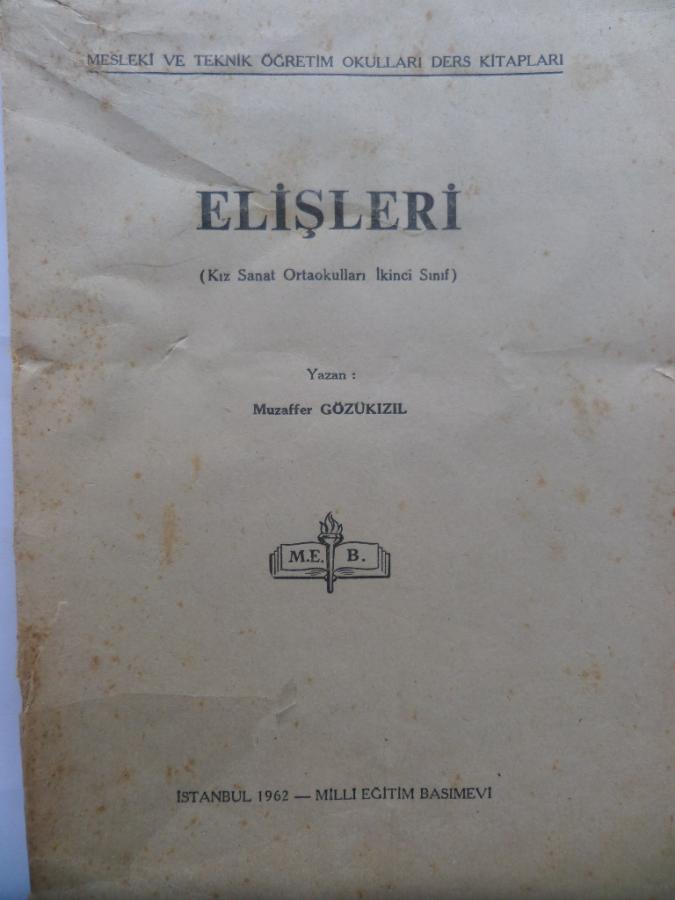 MESLEKİ VE TEKNİK ÖĞRETİM OKULLARI DERS KİTAPLARI
ELİŞLERİ
(Kız Sanat Ortaokulları İkinci Sınıf)
Yazan :
Muzaffer GÖZÜKIZIL
M.E. B.
İSTANBUL 1962 — MİLLİ EĞİTİM BASIMEVİ